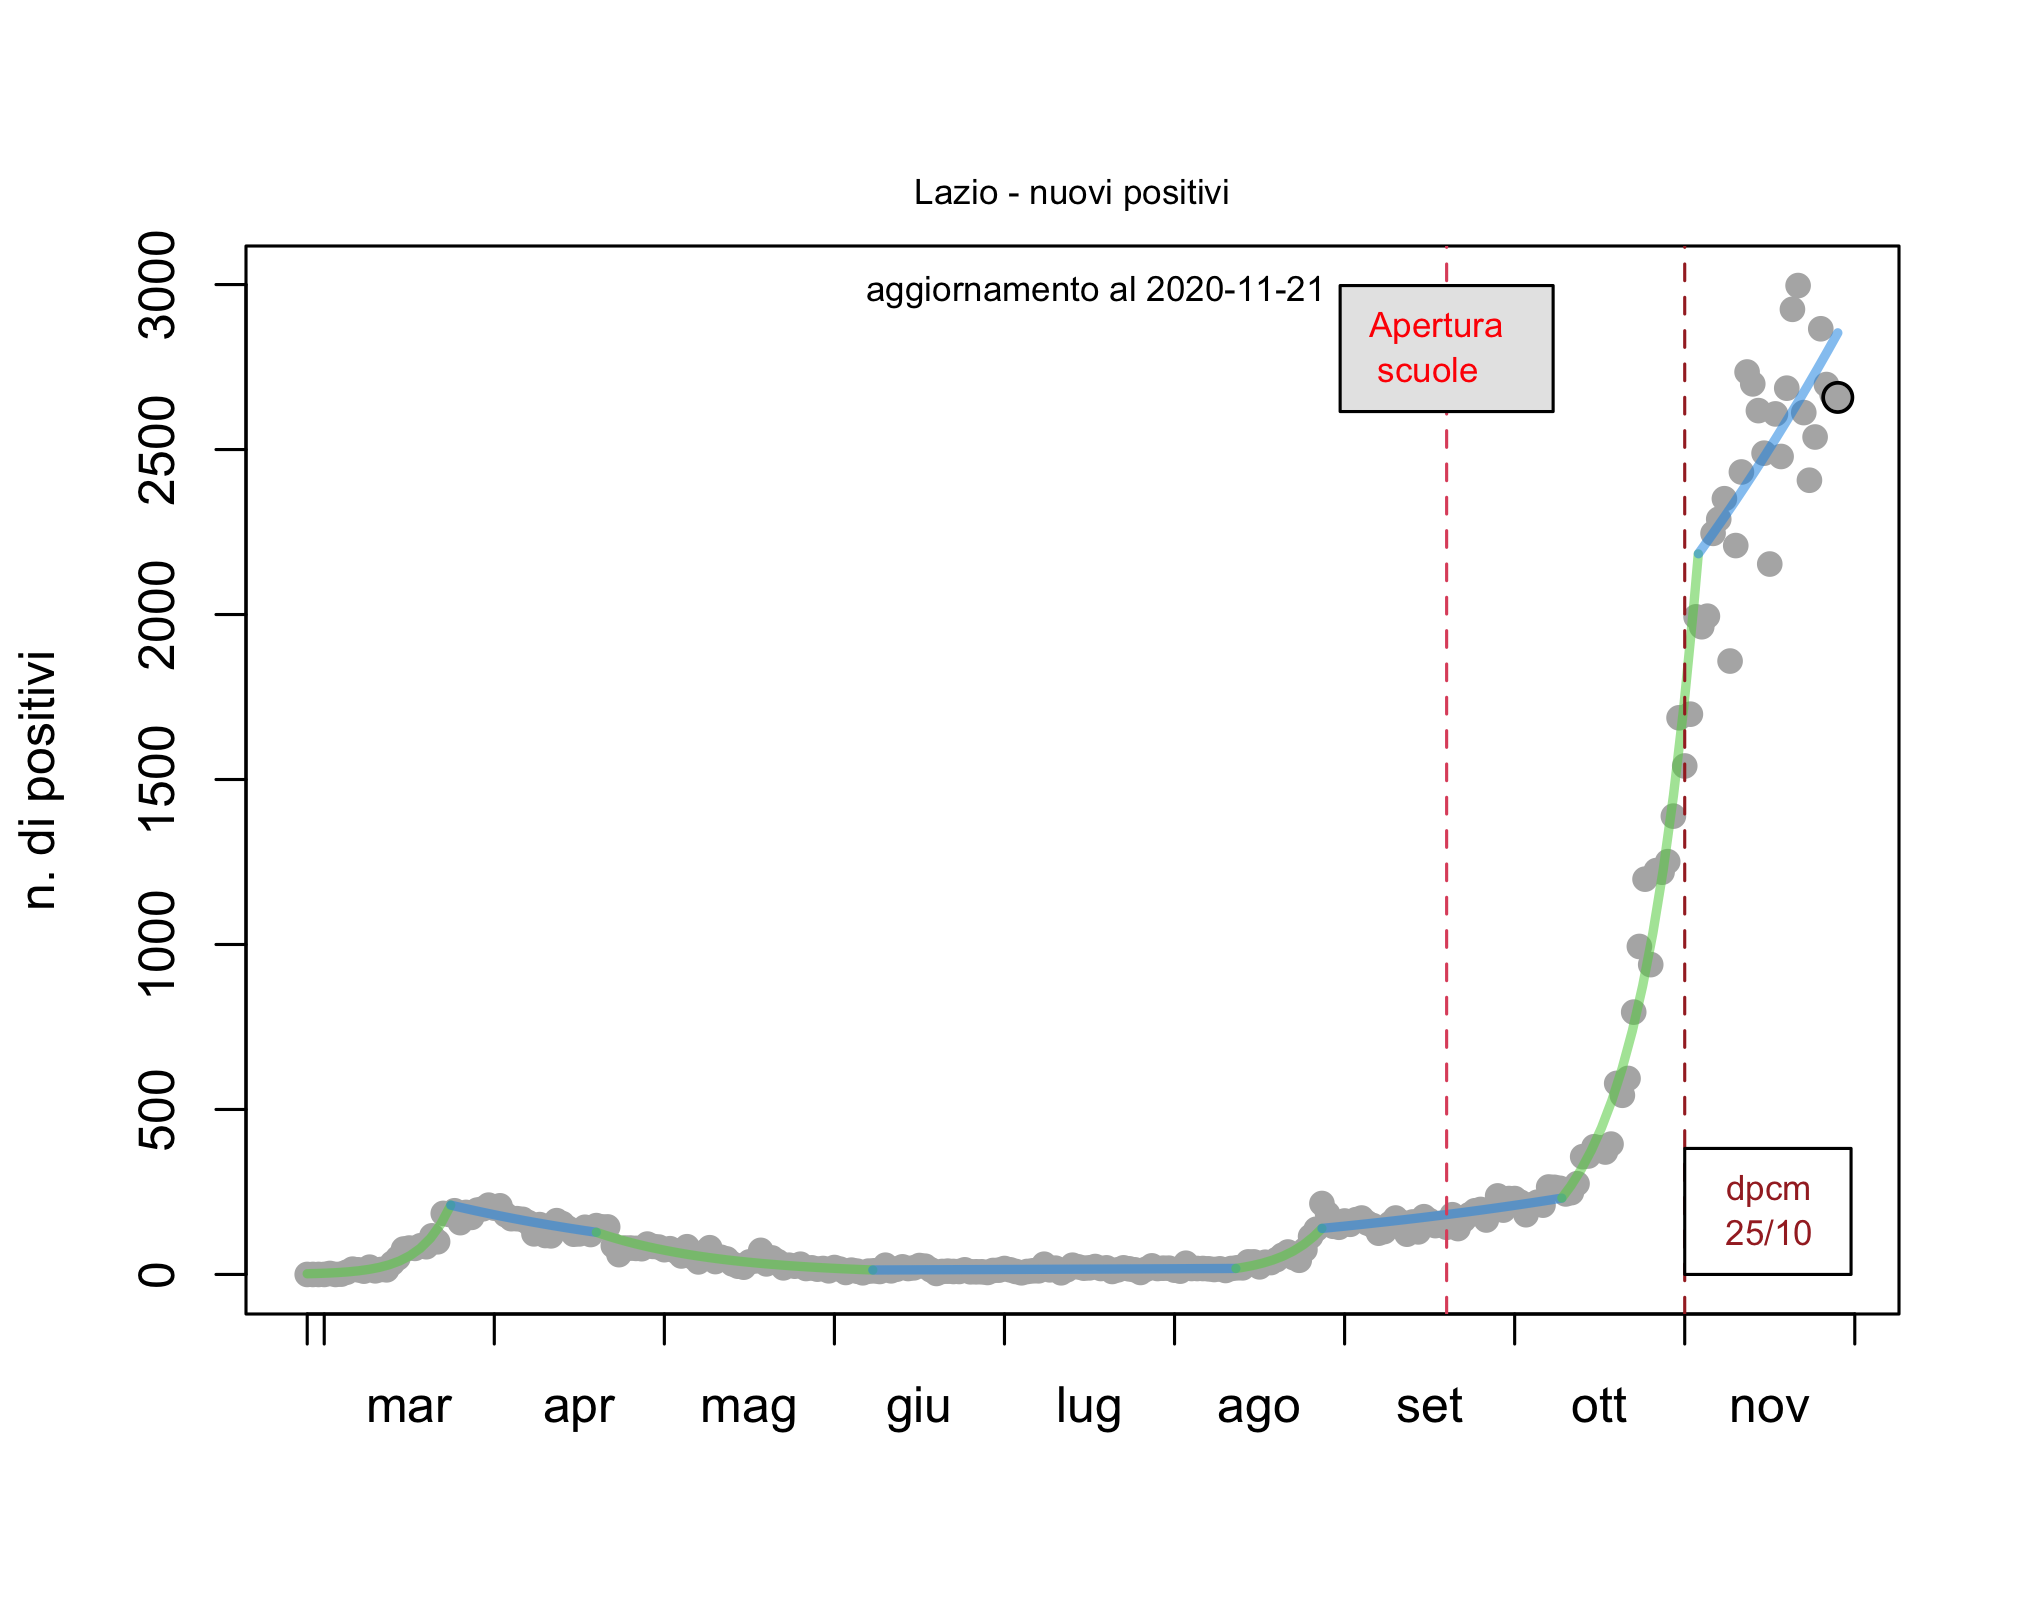 Lazio - nuovi positivi
aggiornamento al 2020-11-21
Apertura
scuole
n. di positivi
3000
2500
2000
1500
1000
500
0
dpcm
25/10
mar apr mag giu lug ago set ott nov